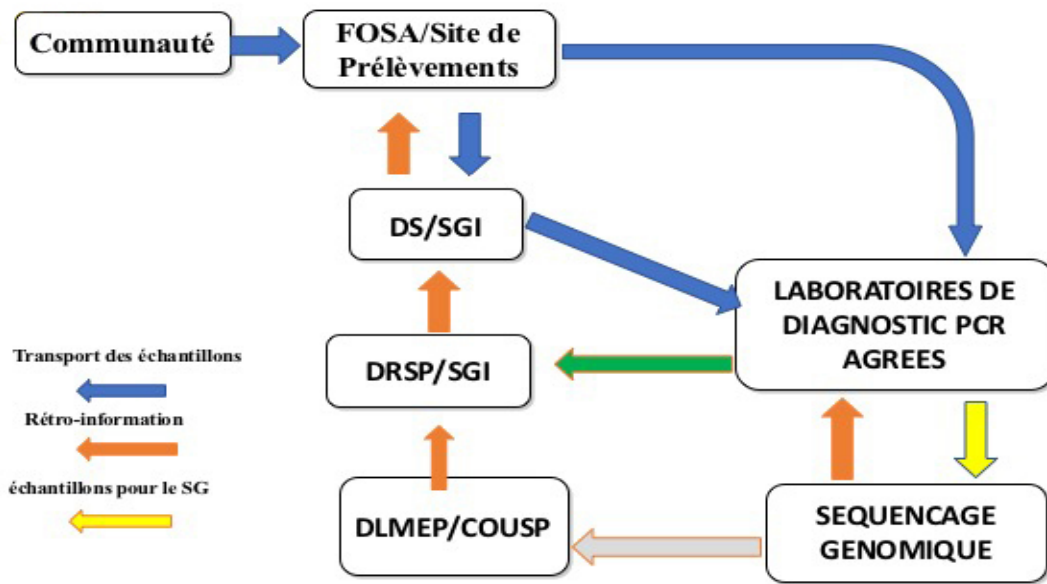 Communauté
FOSA/Site de
Prélèvements
DS/SGI
LABORATOIRES DE
DIAGNOSTIC PCR
AGREES
DRSP/SGI
Transport des échantillons
Rétro-information
échantillons pour le SG
DLMEP/COUSP
SEQUENCAGE
GENOMIQUE